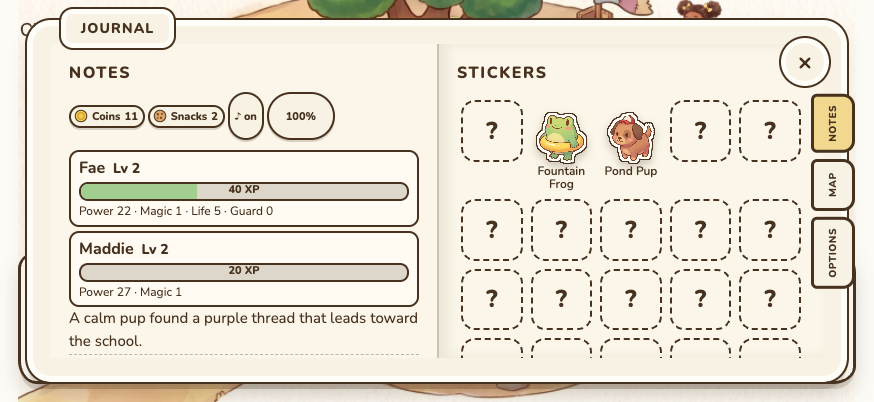 JOURNAL
NOTES
Coins 11
Snacks 2
♪ on
100%
Fae Lv 2
40 XP
Power 22 · Magic 1 · Life 5 · Guard 0
Maddie Lv 2
20 XP
Power 27 · Magic 1
A calm pup found a purple thread that leads toward
the school.
STICKERS
?
Fountain
Frog
Pond Pup
? ?
? ? ? ? ?
? ? ? ? ?
×
NOTES
MAP
OPTIONS